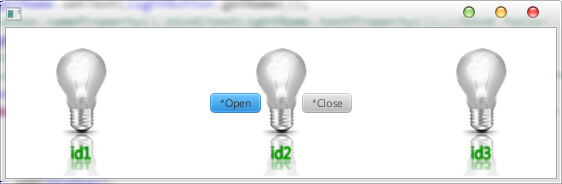 *Open *Close
id1 id2 id3